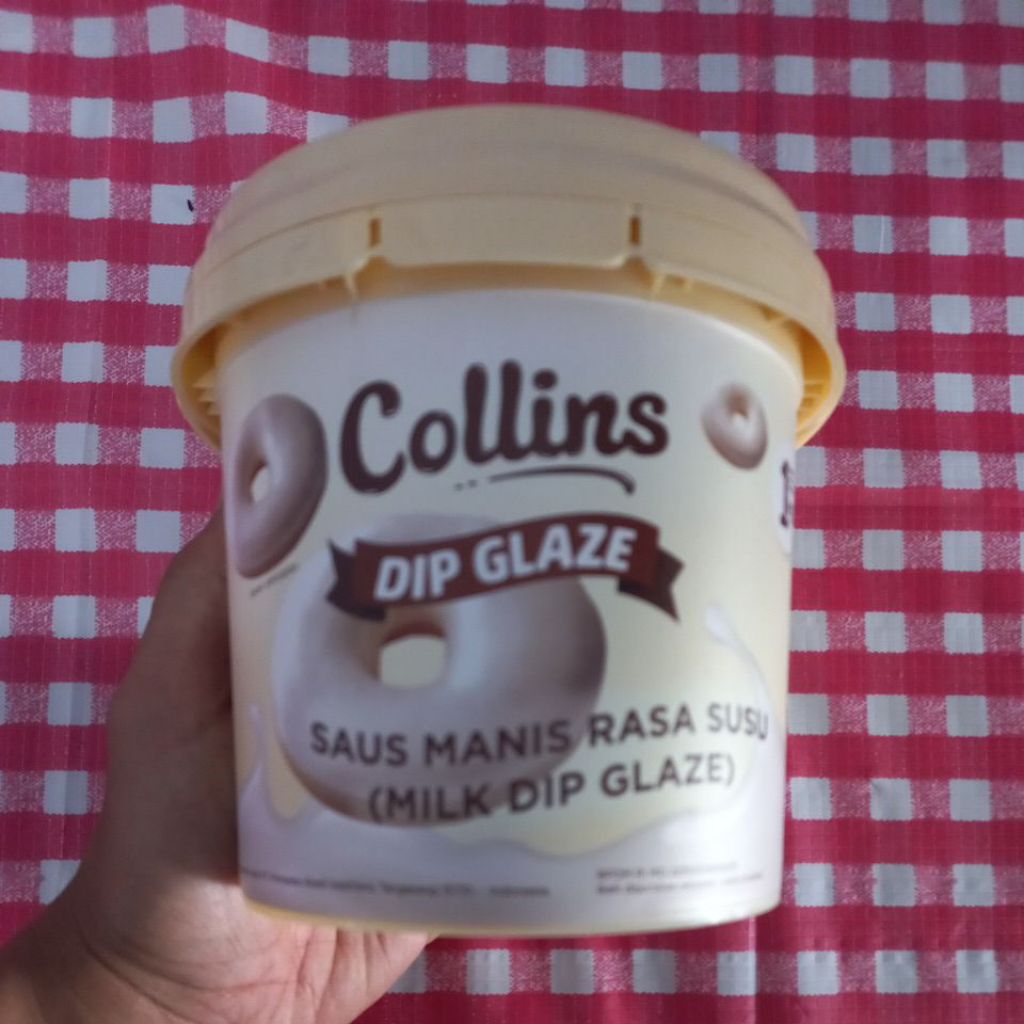 Collins
DIP GLAZE
SAUS MANIS RASA SUSU
(MILK DIP GLAZE)